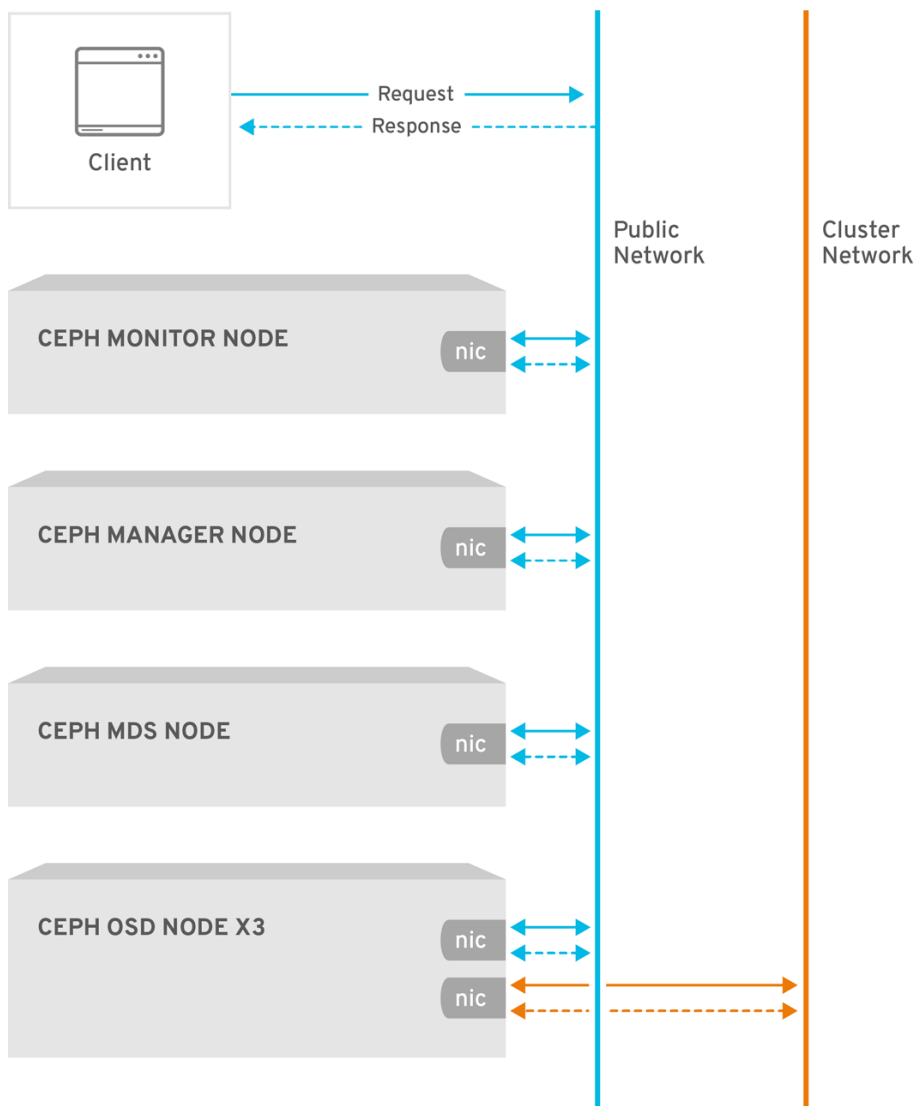 Client
Request
Response
Public
Network
Cluster
Network
CEPH MONITOR NODE
nic
CEPH MANAGER NODE
nic
CEPH MDS NODE
nic
CEPH OSD NODE X3
nic
nic